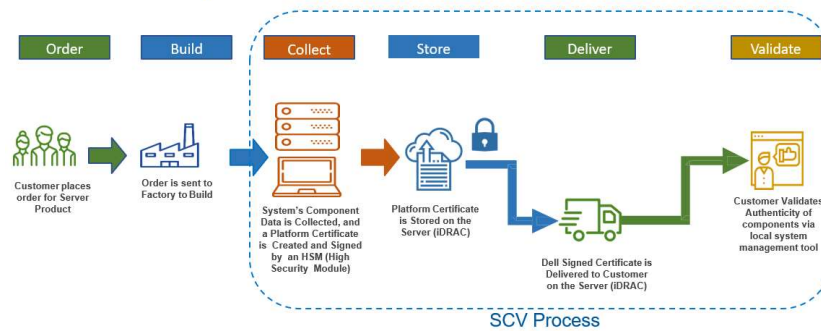 Order
Build
Collect
Store
Deliver
Validate
Customer places
order for Server
Product
Order is sent to
Factory to Build
System's Component
Data is Collected, and
a Platform Certificate
is Created and Signed
by an HSM (High
Security Module)
Platform Certificate
is Stored on the
Server (iDRAC)
Dell Signed Certificate is
Delivered to Customer
on the Server (iDRAC)
Customer Validates
Authenticity of
components via
local system
management tool
SCV Process